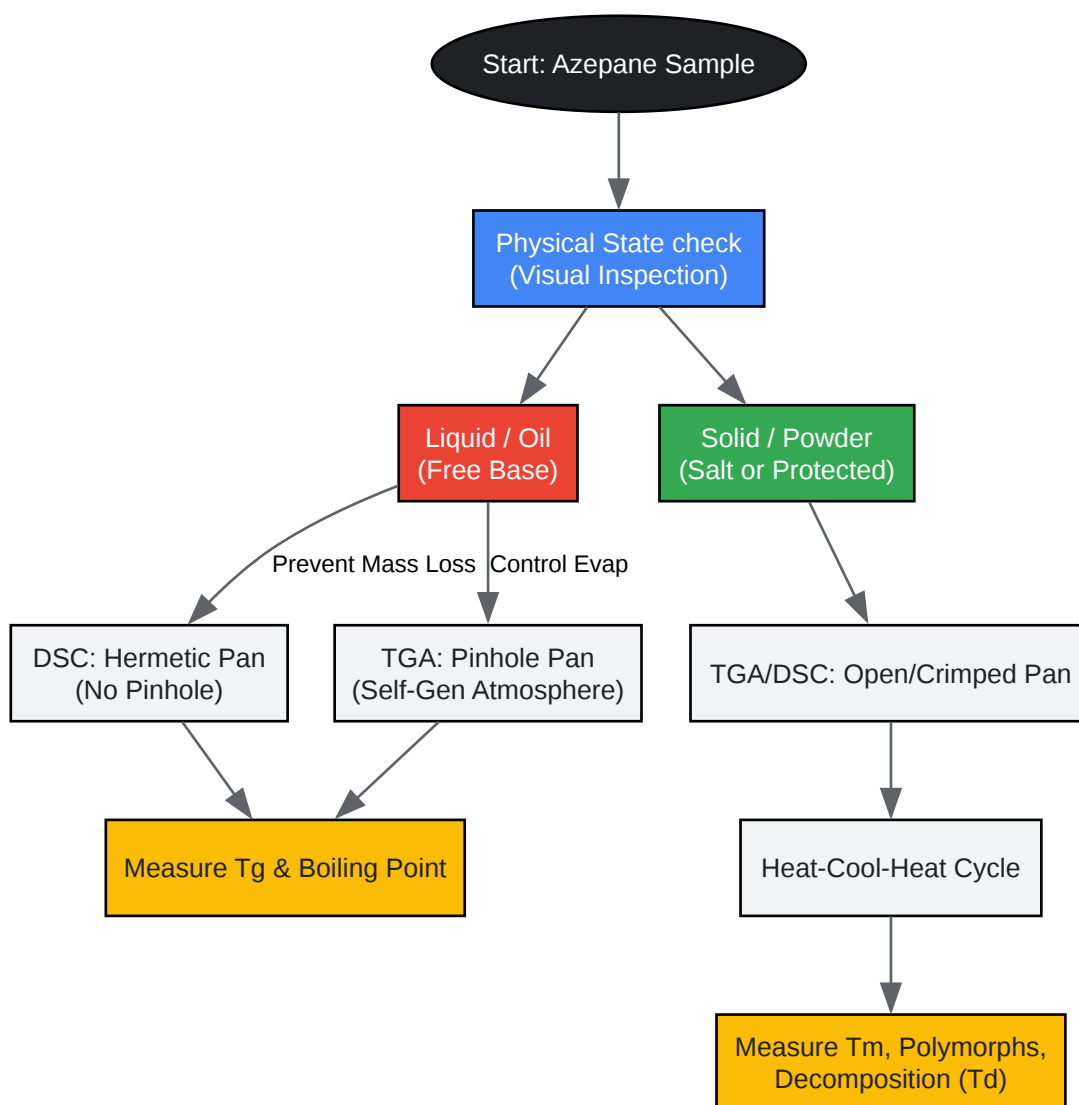 Start: Azepane Sample
Physical State check
(Visual Inspection)
Liquid / Oil
(Free Base)
Solid / Powder
(Salt or Protected)
Prevent Mass Loss
Control Evap
DSC: Hermetic Pan
(No Pinhole)
TGA: Pinhole Pan
(Self-Gen Atmosphere)
TGA/DSC: Open/Crimped Pan
Measure Tg & Boiling Point
Heat-Cool-Heat Cycle
Measure Tm, Polymorphs,
Decomposition (Td)